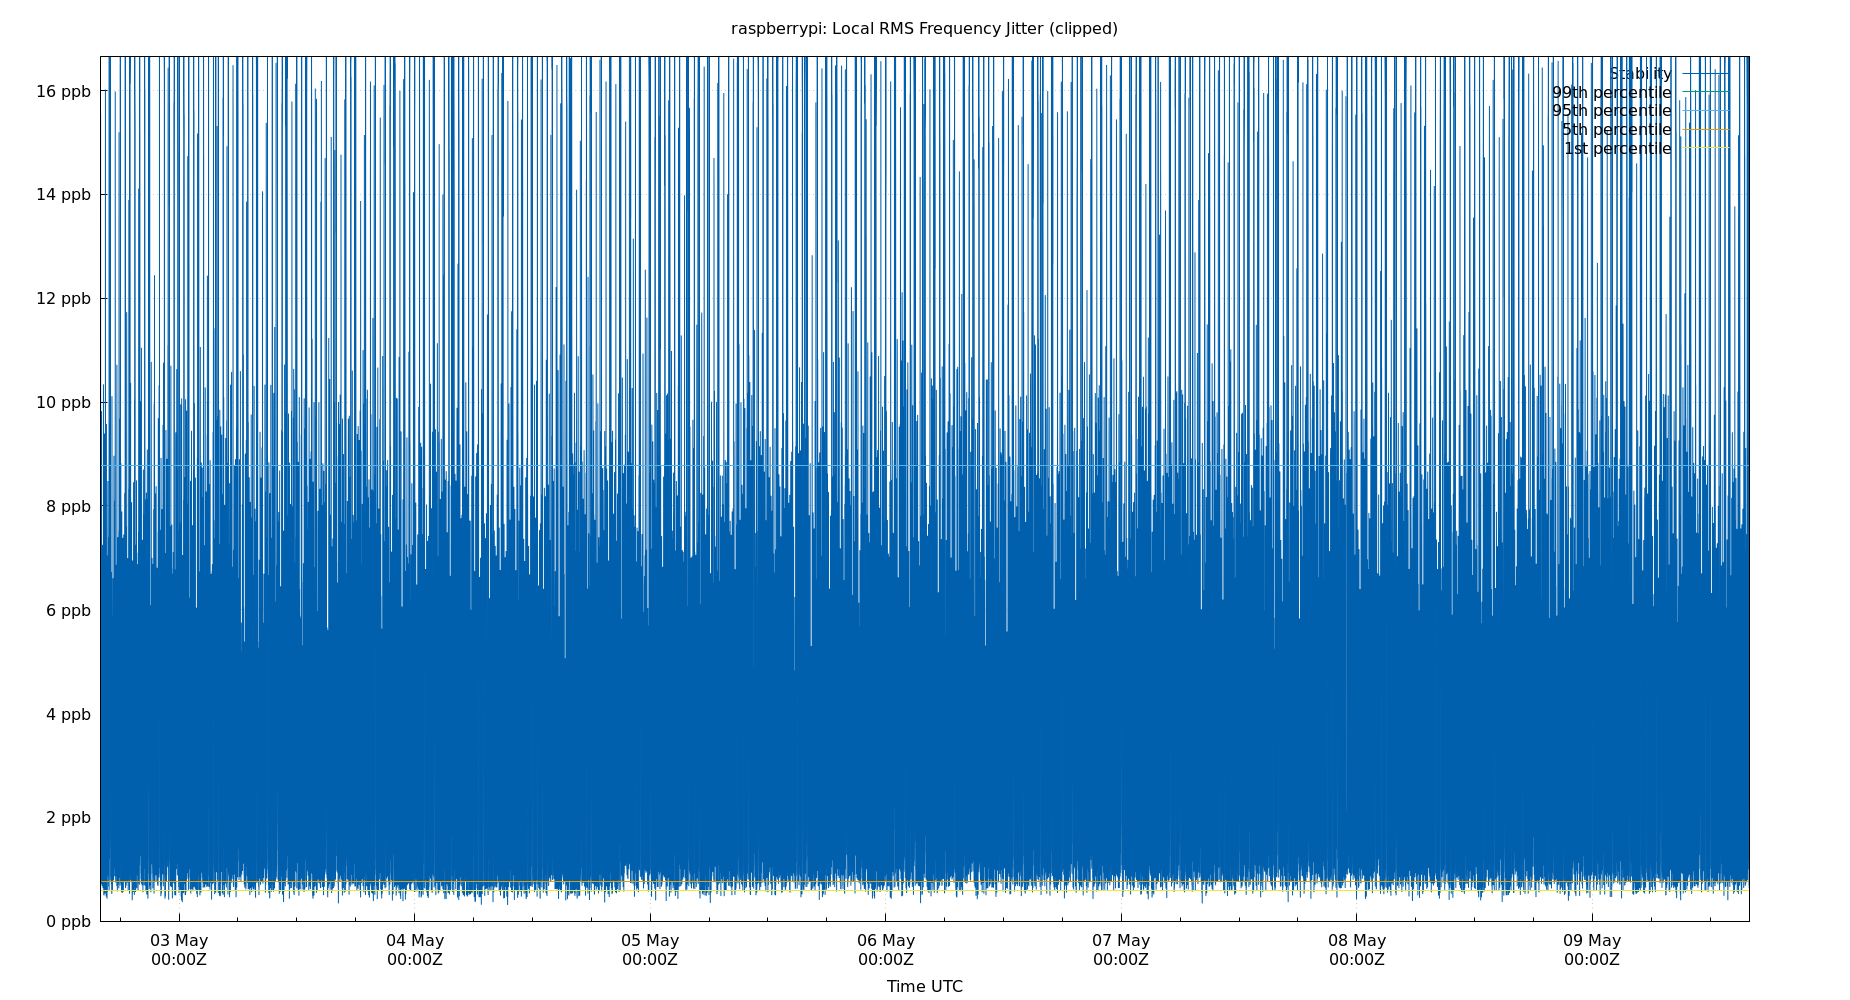 raspberrypi: Local RMS Frequency Jitter (clipped)
Stability
99th percentile
95th percentile
5th percentile
1st percentile
16 ppb
14 ppb
12 ppb
10 ppb
8 ppb
6 ppb
4 ppb
2 ppb
0 ppb
03 May 04 May 05 May 06 May 07 May 08 May 09 May
00:00Z 00:00Z 00:00Z 00:00Z 00:00Z 00:00Z 00:00Z
Time UTC